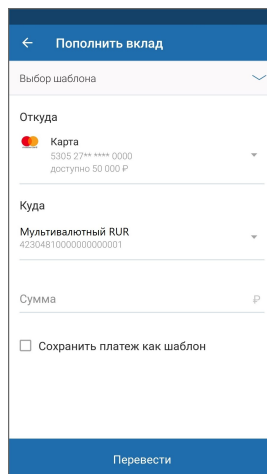 Пополнить вклад
Выбор шаблона
Откуда
Карта
5305 27** **** 0000
доступно 50 000 ₽
Куда
Мультивалютный RUR
42304810000000000001
Сумма ₽
Сохранить платеж как шаблон
Перевести